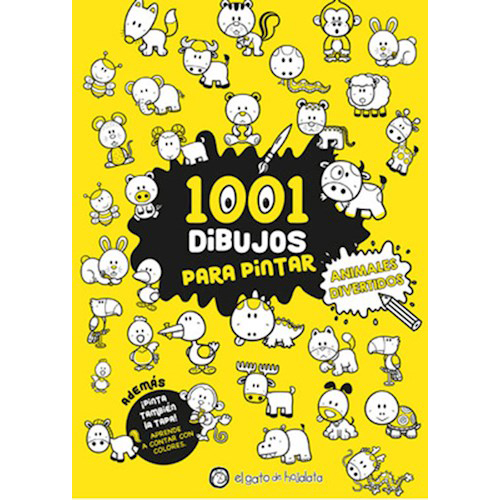 1001
DiBUJOS
PARA PINTAR
ANIMALES
DIVERTIDOS
ADEMÁS
¡PINTA
TAMBIÉN
LA TAPA!
APRENDE
A CONTAR CON
COLORES.
el gato de hojalata